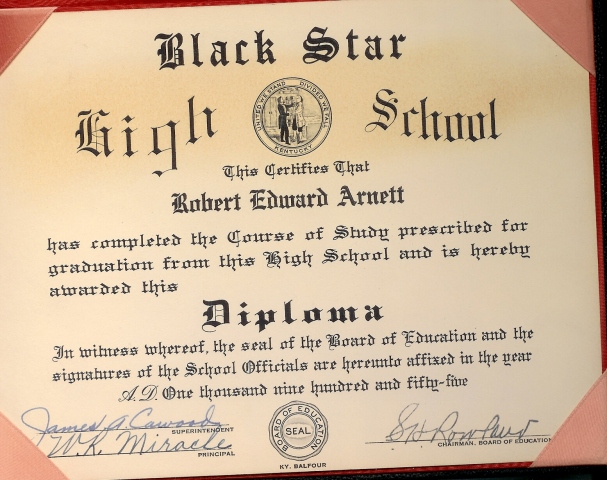 Black Star
High School
UNITED WE STAND DIVIDED WE FALL
KENTUCKY
This Certifies That
Robert Edward Arnett
has completed the Course of Study prescribed for
graduation from this High School and is hereby
awarded this
Diploma
In witness whereof, the seal of the Board of Education and the
signatures of the School Officials are hereunto affixed in the year
A.D. One thousand nine hundred and fifty-five
James A Cawood
SUPERINTENDENT
W. R. Miracle
PRINCIPAL
BOARD OF EDUCATION
SEAL
KY. BALFOUR
CHAIRMAN, BOARD OF EDUCATION